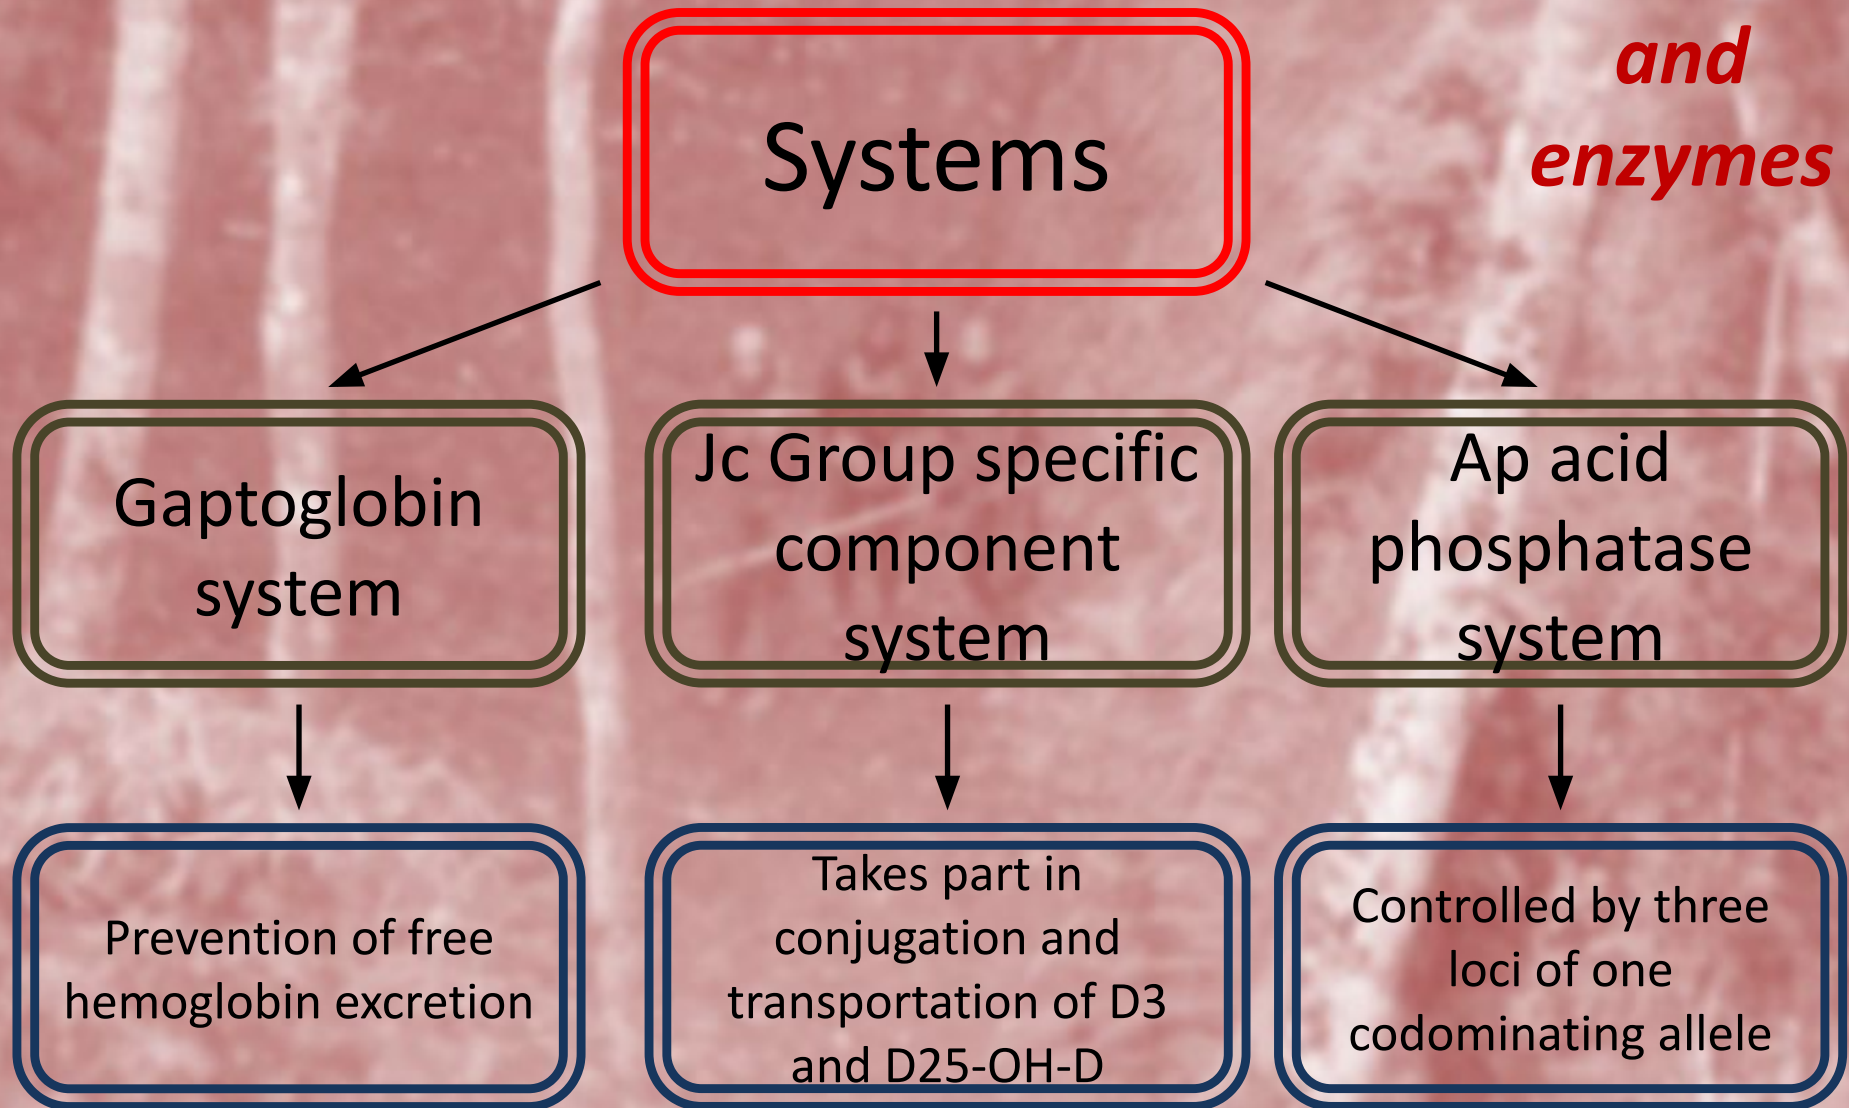 and
enzymes
Systems
Gaptoglobin
system
Jc Group specific
component
system
Ap acid
phosphatase
system
Prevention of free
hemoglobin excretion
Takes part in
conjugation and
transportation of D3
and D25-OH-D
Controlled by three
loci of one
codominating allele